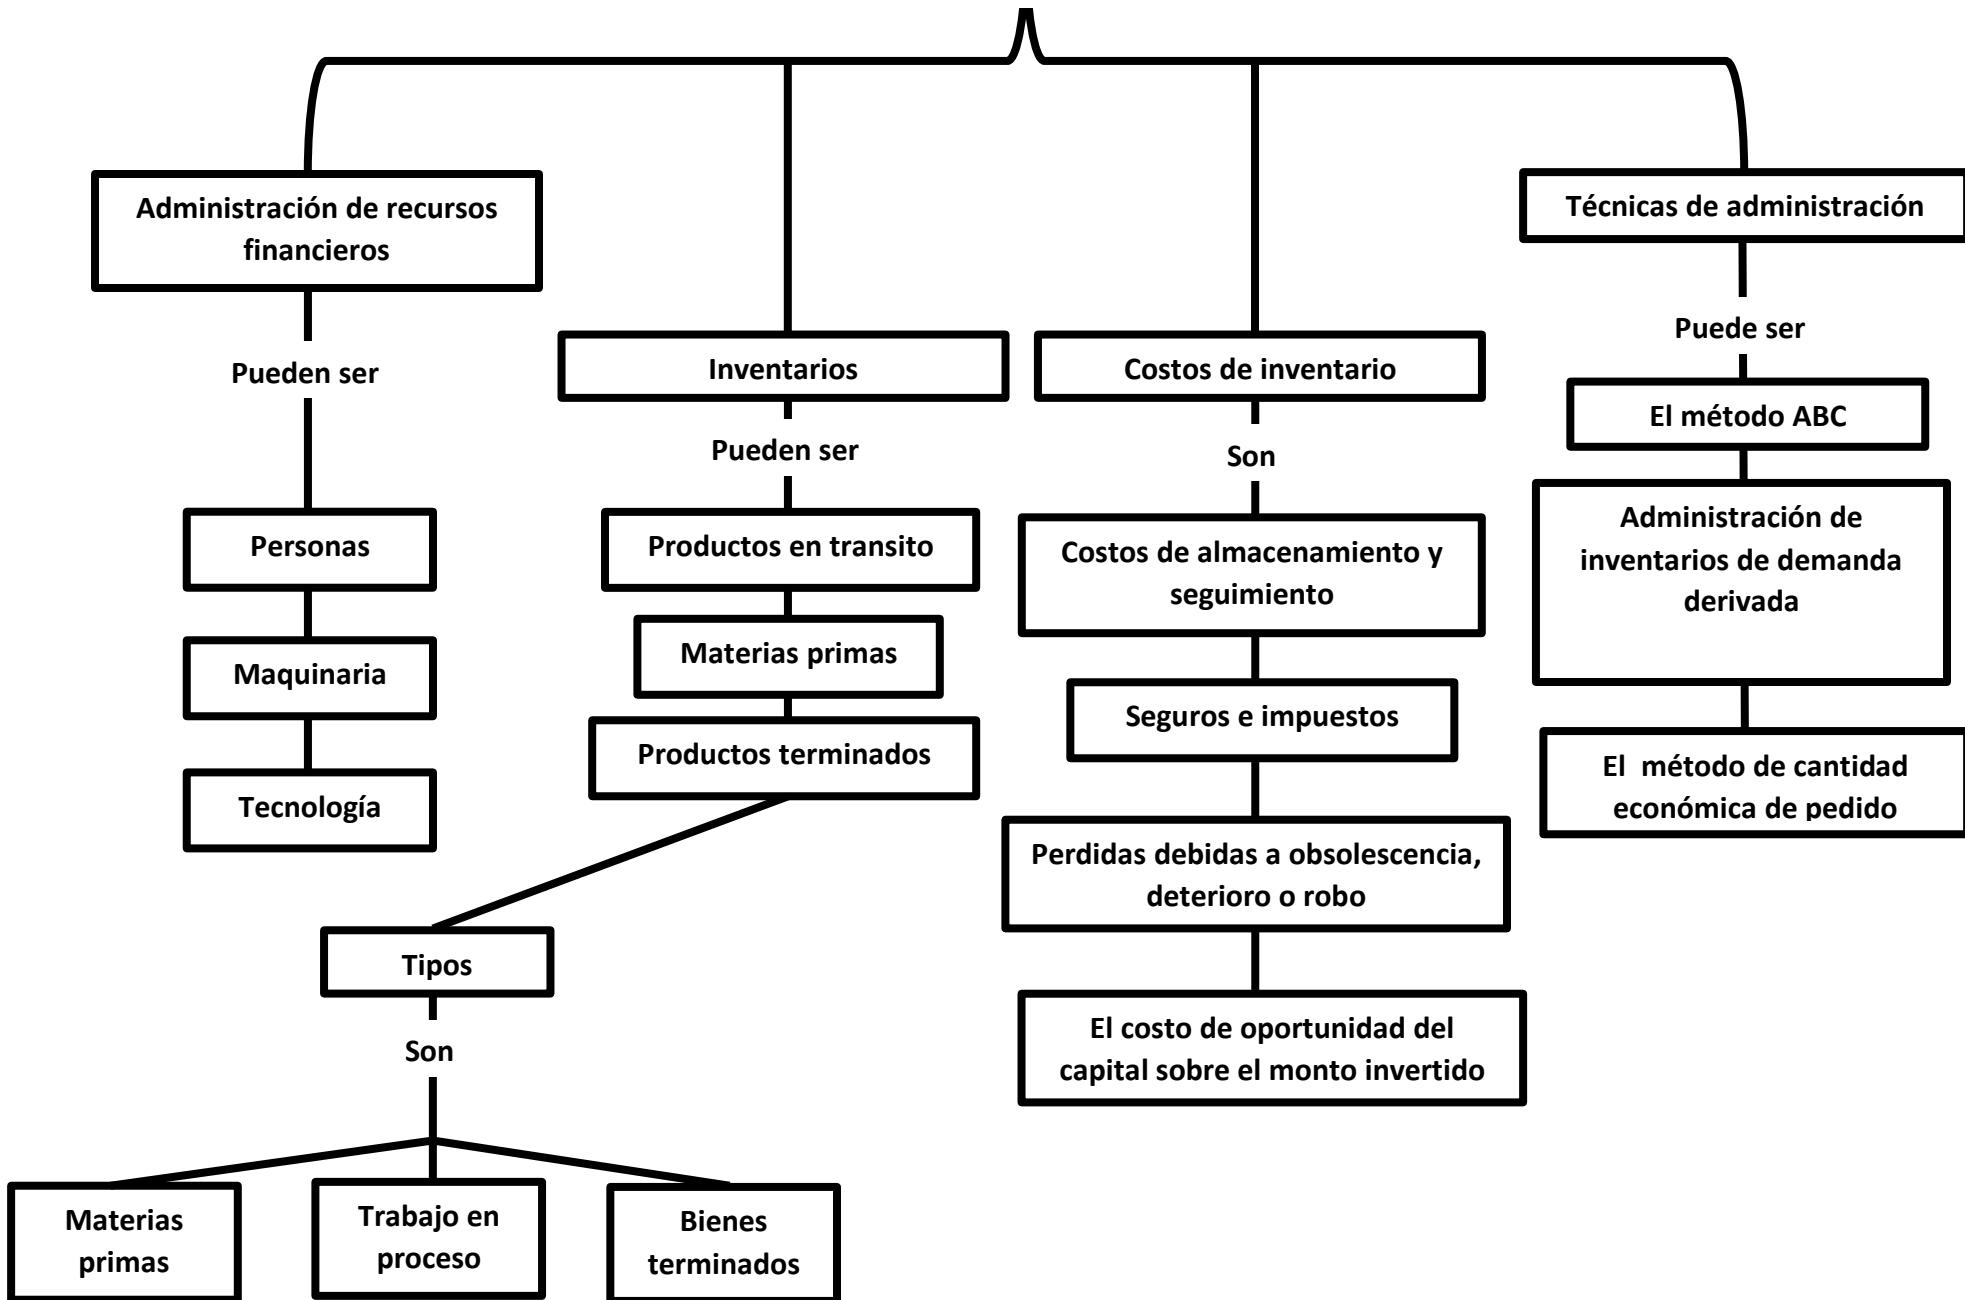 Administración de recursos
financieros
Pueden ser
Personas
Maquinaria
Tecnología
Inventarios
Pueden ser
Productos en transito
Materias primas
Productos terminados
Tipos
Son
Materias
primas
Trabajo en
proceso
Bienes
terminados
Costos de inventario
Son
Costos de almacenamiento y
seguimiento
Seguros e impuestos
Perdidas debidas a obsolescencia,
deterioro o robo
El costo de oportunidad del
capital sobre el monto invertido
Técnicas de administración
Puede ser
El método ABC
Administración de
inventarios de demanda
derivada
El método de cantidad
económica de pedido